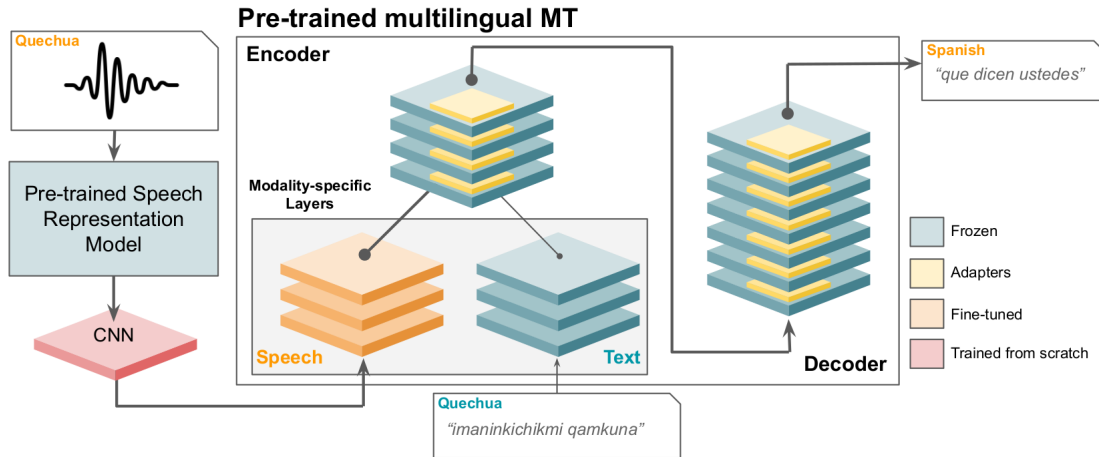 Pre-trained multilingual MT
Quechua
Pre-trained Speech
Representation
Model
CNN
Encoder
Modality-specific
Layers
Speech
Text
Quechua
"imaninkichikmi qamkuna"
Decoder
Spanish
"que dicen ustedes"
Frozen
Adapters
Fine-tuned
Trained from scratch